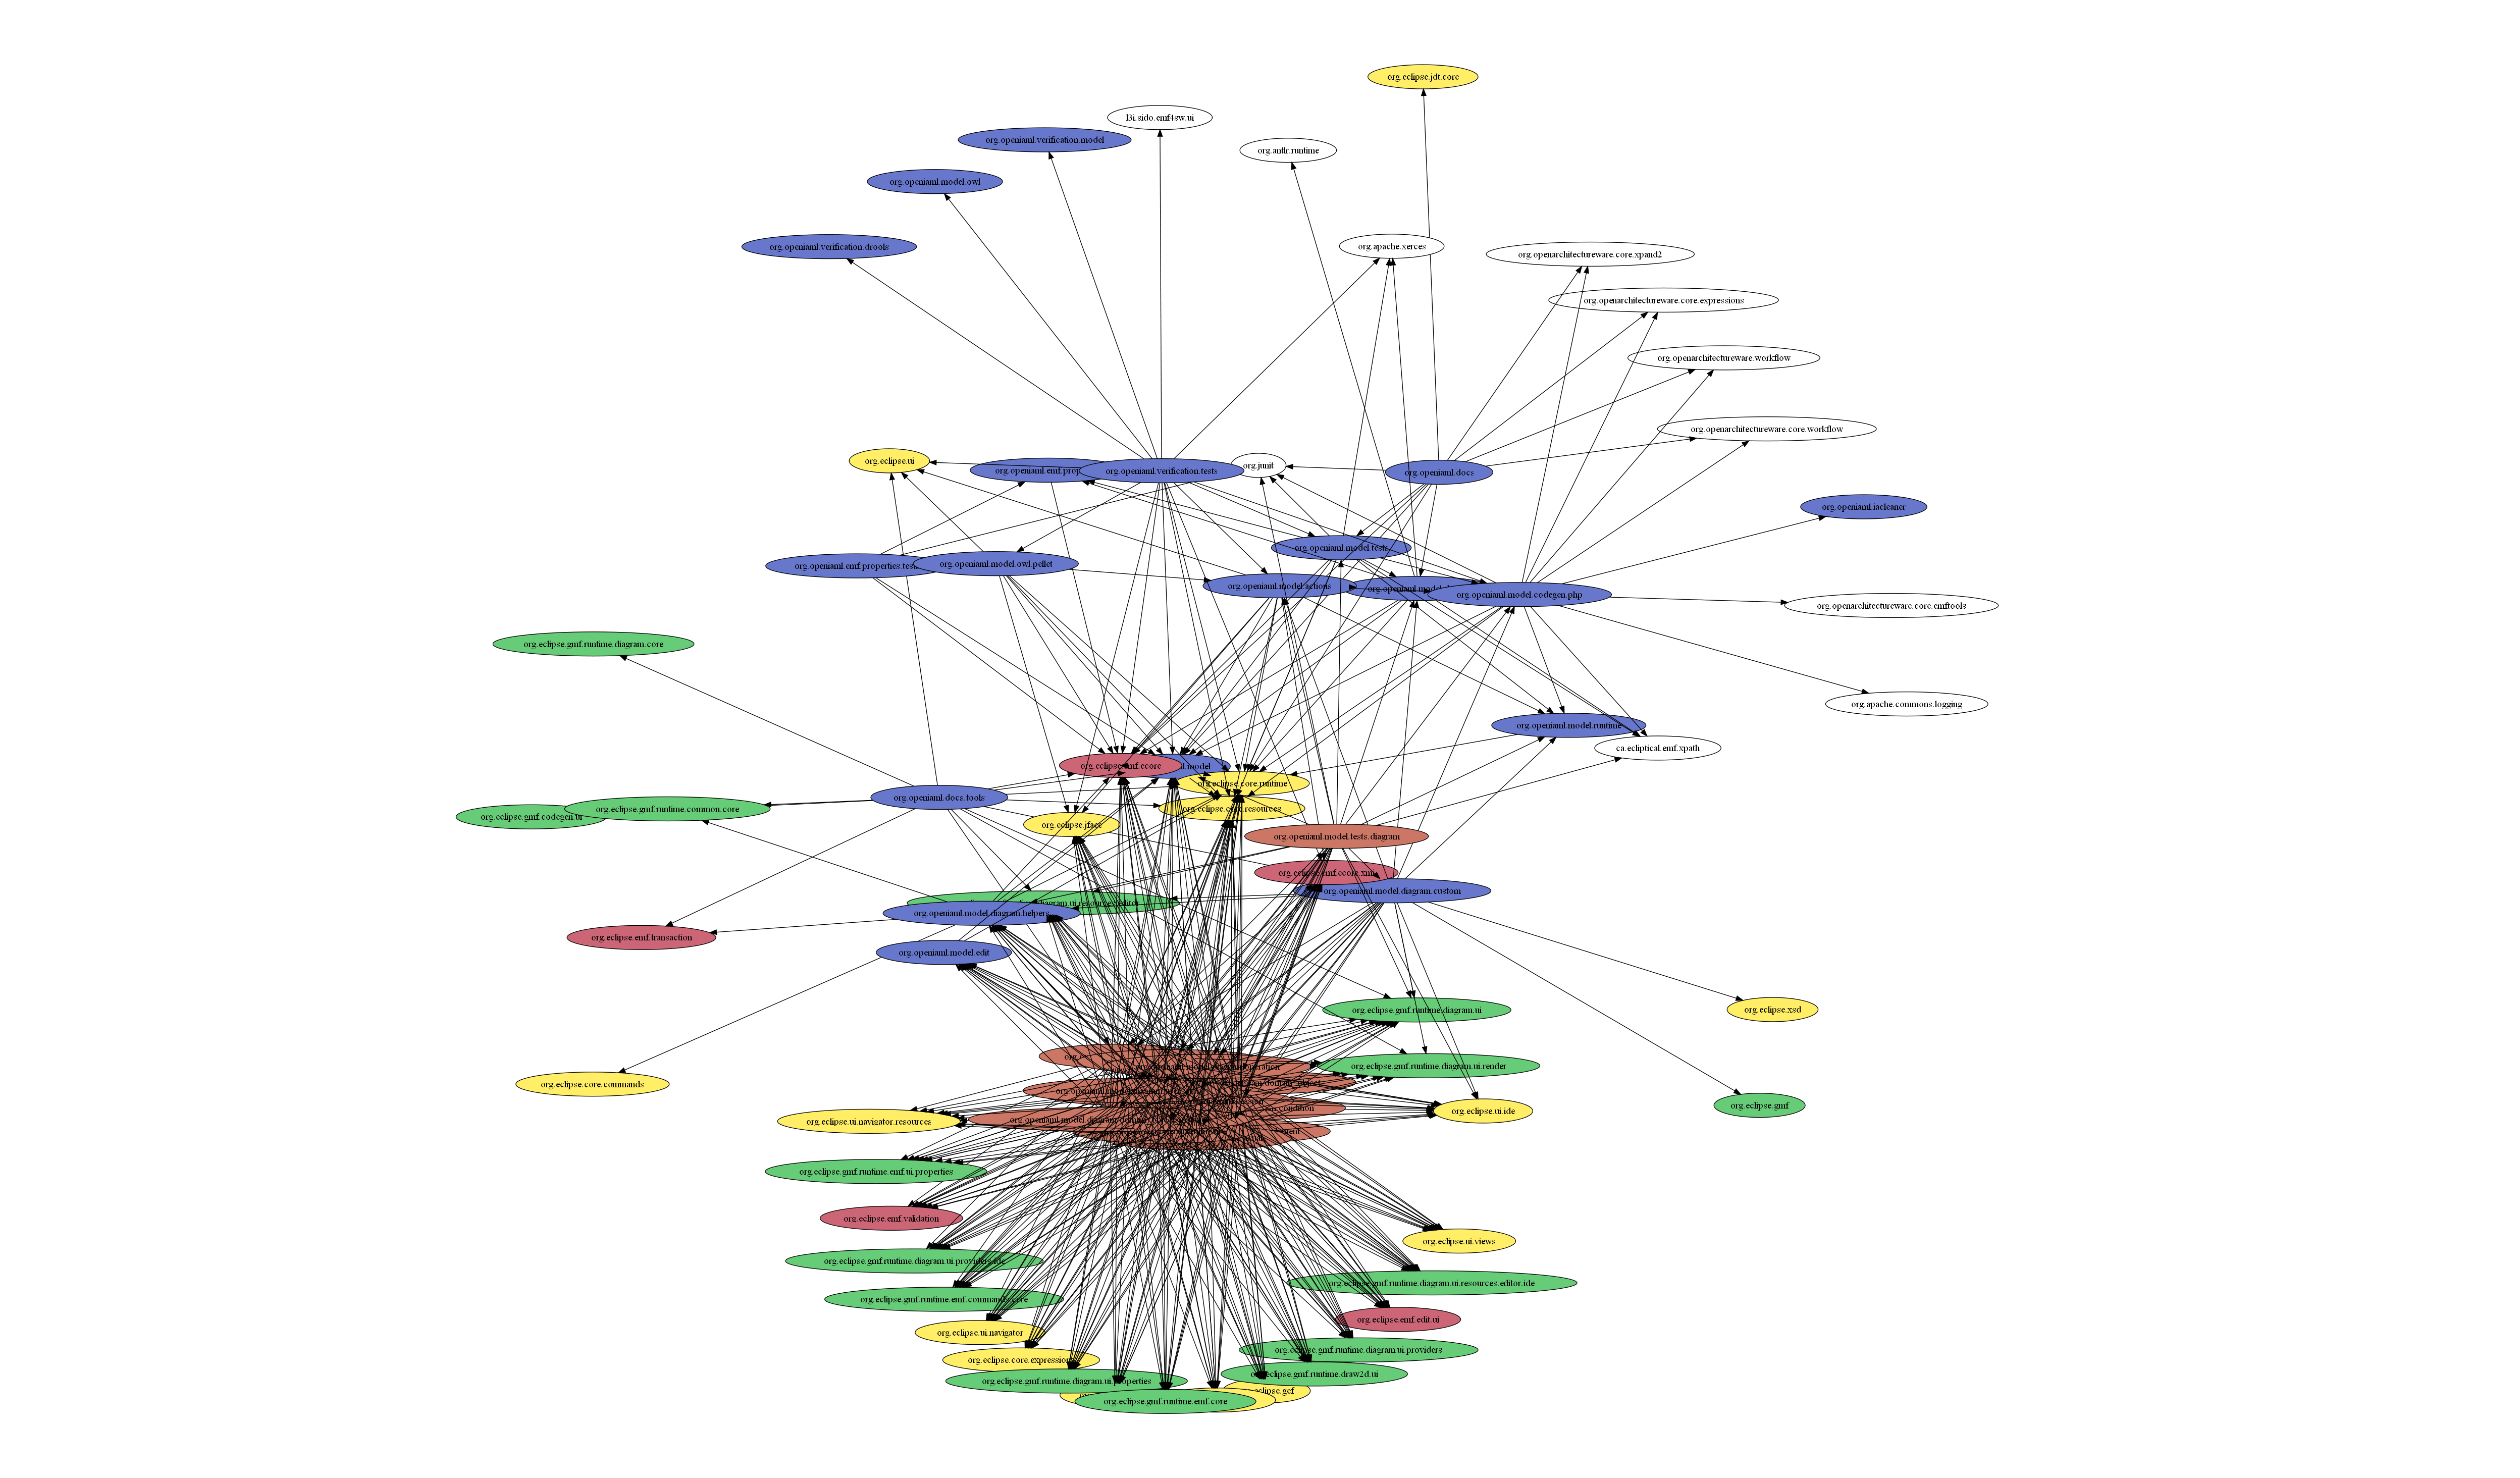 org.eclipse.jdt.core
l3i.sido.emf4sw.ui
org.openiaml.verification.model
org.antlr.runtime
org.openiaml.model.owl
org.openiaml.verification.drools
org.apache.xerces
org.openarchitectureware.core.xpand2
org.openarchitectureware.core.expressions
org.openarchitectureware.workflow
org.openarchitectureware.core.workflow
org.eclipse.ui
org.openiaml.emf.prop
org.openiaml.verification.tests
org.junit
org.openiaml.docs
org.openiaml.iacleaner
org.openiaml.model.tests
org.openiaml.emf.properties.tests
org.openiaml.model.owl.pellet
org.openiaml.model.actions
org.openiaml.model
org.openiaml.model.codegen.php
org.openarchitectureware.core.emftools
org.eclipse.gmf.runtime.diagram.core
org.apache.commons.logging
org.openiaml.model.runtime
ca.ecliptical.emf.xpath
org.eclipse.emf.ecore
model
org.eclipse.core.runtime
org.openiaml.docs.tools
org.eclipse.core.resources
org.eclipse.gmf.codegen.ui
org.eclipse.gmf.runtime.common.core
org.eclipse.jface
org.openiaml.model.tests.diagram
org.eclipse.emf.ecore.xmi
org.openiaml.model.diagram.custom
diagram.ui.resources.editor
org.openiaml.model.diagram.helpers
org.eclipse.emf.transaction
org.openiaml.model.edit
org.eclipse.xsd
org.eclipse.gmf.runtime.diagram.ui
org.eclipse.gmf.runtime.diagram.ui.render
org.eclipse.core.commands
org.eclipse.gmf
org.eclipse.ui.ide
org.eclipse.ui.navigator.resources
org.eclipse.gmf.runtime.emf.ui.properties
org.eclipse.emf.validation
org.eclipse.ui.views
org.eclipse.gmf.runtime.diagram.ui.providers.ide
org.eclipse.gmf.runtime.diagram.ui.resources.editor.ide
org.eclipse.gmf.runtime.emf.commands.core
org.eclipse.emf.edit.ui
org.eclipse.ui.navigator
org.eclipse.gmf.runtime.diagram.ui.providers
org.eclipse.core.expressions
org.eclipse.gmf.runtime.draw2d.ui
org.eclipse.gmf.runtime.diagram.ui.properties
eclipse.gef
org.eclipse.gmf.runtime.emf.core